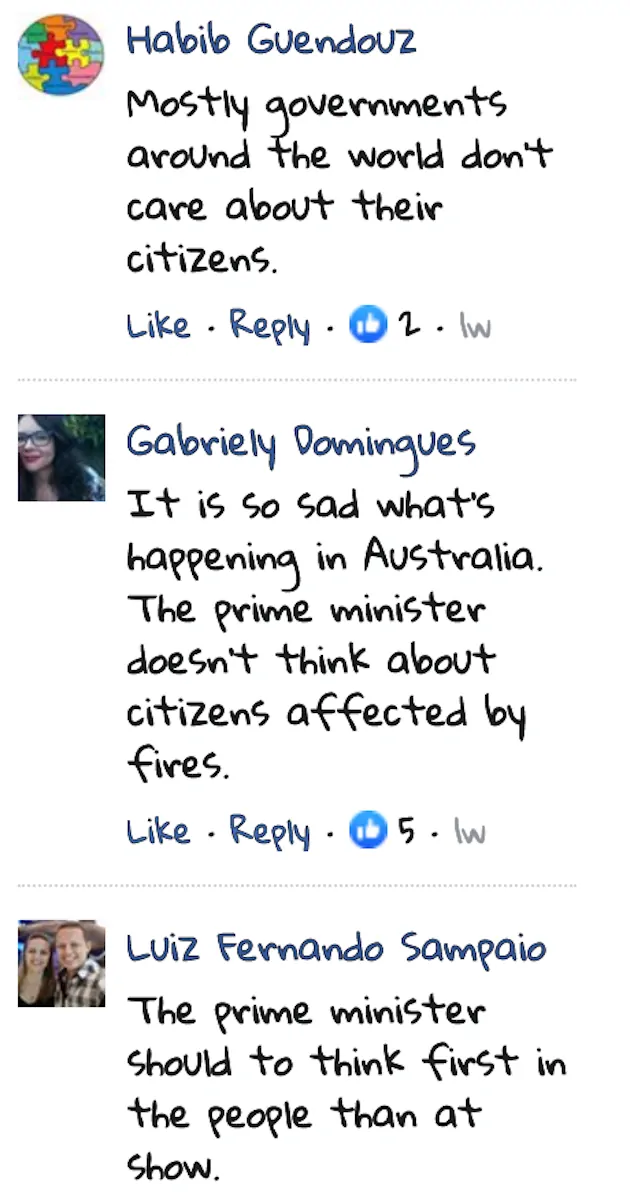 Habib Guendouz
Mostly governments
around the world don't
care about their
citizens.
Like · Reply · 2 · 1w
Gabriely Domingues
It is so sad what's
happening in Australia.
The prime minister
doesn't think about
citizens affected by
fires.
Like · Reply · 5 · 1w
Luiz Fernando Sampaio
The prime minister
should to think first in
the people than at
show.